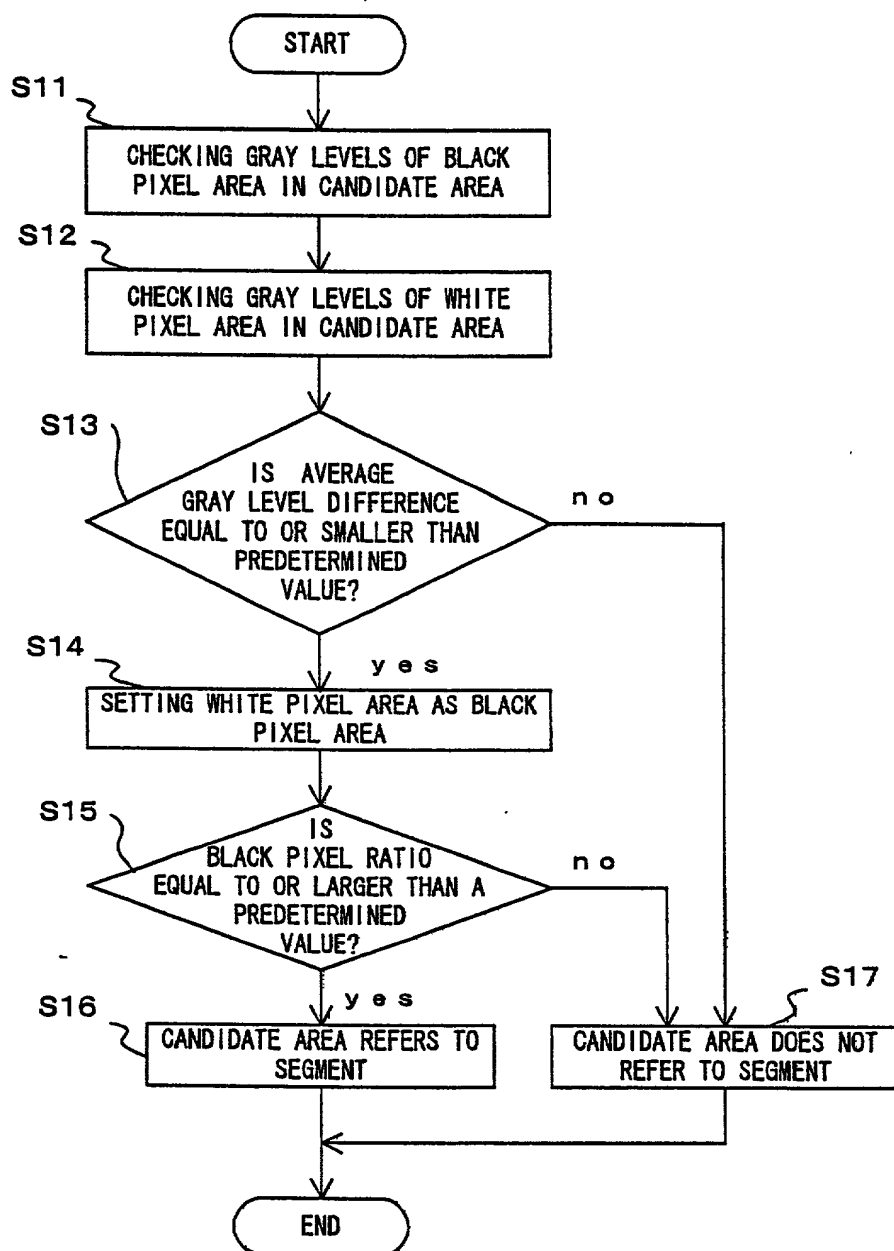 START
S11
CHECKING GRAY LEVELS OF BLACK
PIXEL AREA IN CANDIDATE AREA
S12
CHECKING GRAY LEVELS OF WHITE
PIXEL AREA IN CANDIDATE AREA
S13
IS AVERAGE
GRAY LEVEL DIFFERENCE
EQUAL TO OR SMALLER THAN
PREDETERMINED
VALUE?
no
yes
S14
SETTING WHITE PIXEL AREA AS BLACK
PIXEL AREA
S15
IS
BLACK PIXEL RATIO
EQUAL TO OR LARGER THAN A
PREDETERMINED
VALUE?
no
yes
S16
CANDIDATE AREA REFERS TO
SEGMENT
S17
CANDIDATE AREA DOES NOT
REFER TO SEGMENT
END